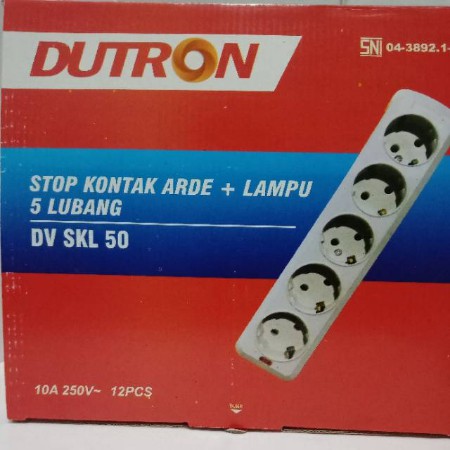 DUTRON
SNI 04-3892.1-
STOP KONTAK ARDE + LAMPU
5 LUBANG
DV SKL 50
10A 250V~ 12PCS